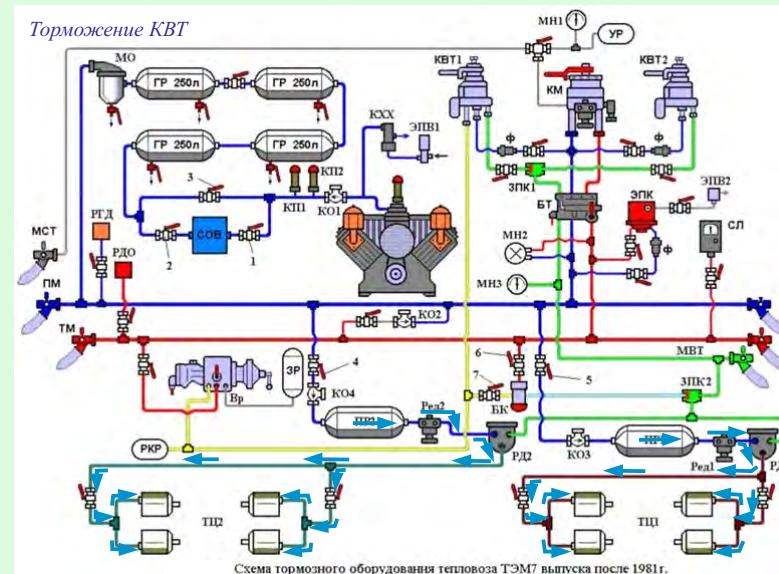 Торможение КВТ
МН1
УР
МО
ГР 250л
ГР 250л
КВТ1
КМ
КВТ2
ГР 250л
ГР 250л
КХХ
ЭПВ1
Ф
Ф
3
КП2
КП1
КО1
ЗПК1
ЭПК
ЭПВ2
БТ
РГД
СОВ
МСТ
РДО
2
1
МН2
Ф
СЛ
МН3
ПМ
КО2
ТМ
6
МВТ
ЗР
4
7
5
Вр
КО4
БК
ЗПК2
Ред2
РКР
РД2
КО3
Ред1
ТЦ2
ТЦ1
Схема тормозного оборудования тепловоза ТЭМ7 выпуска после 1981г.